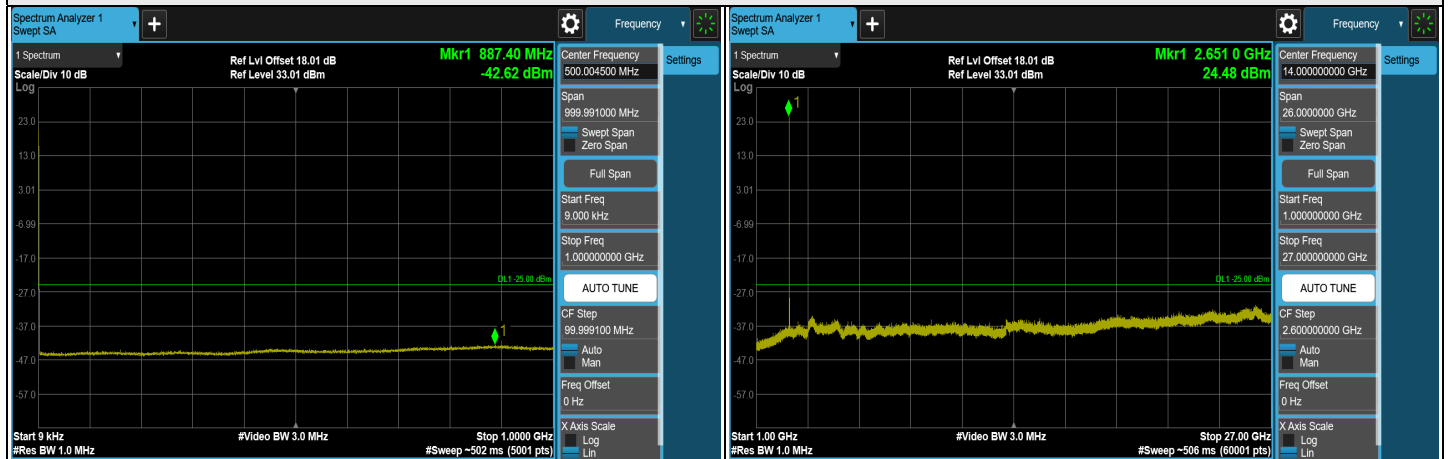 Spectrum Analyzer 1
Swept SA
+
Frequency
1 Spectrum
Scale/Div 10 dB
Log
Ref Lvl Offset 18.01 dB
Ref Level 33.01 dBm
Mkr1 887.40 MHz
-42.62 dBm
23.0
13.0
3.01
-6.99
-17.0
-27.0
-37.0
-47.0
-57.0
1
DL1 -25.00 dBm
Start 9 kHz
#Res BW 1.0 MHz
#Video BW 3.0 MHz
Stop 1.0000 GHz
#Sweep ~502 ms (5001 pts)
Center Frequency
500.004500 MHz
Span
999.991000 MHz
Swept Span
Zero Span
Full Span
Start Freq
9.000 kHz
Stop Freq
1.000000000 GHz
AUTO TUNE
CF Step
99.999100 MHz
Auto
Man
Freq Offset
0 Hz
X Axis Scale
Log
Lin
Settings
Spectrum Analyzer 1
Swept SA
+
Frequency
1 Spectrum
Scale/Div 10 dB
Log
Ref Lvl Offset 18.01 dB
Ref Level 33.01 dBm
Mkr1 2.651 0 GHz
24.48 dBm
1
23.0
13.0
3.01
-6.99
-17.0
-27.0
-37.0
-47.0
-57.0
DL1 -25.00 dBm
Start 1.00 GHz
#Res BW 1.0 MHz
#Video BW 3.0 MHz
Stop 27.00 GHz
#Sweep ~506 ms (60001 pts)
Center Frequency
14.00000000 GHz
Span
26.0000000 GHz
Swept Span
Zero Span
Full Span
Start Freq
1.000000000 GHz
Stop Freq
27.00000000 GHz
AUTO TUNE
CF Step
2.600000000 GHz
Auto
Man
Freq Offset
0 Hz
X Axis Scale
Log
Lin
Settings